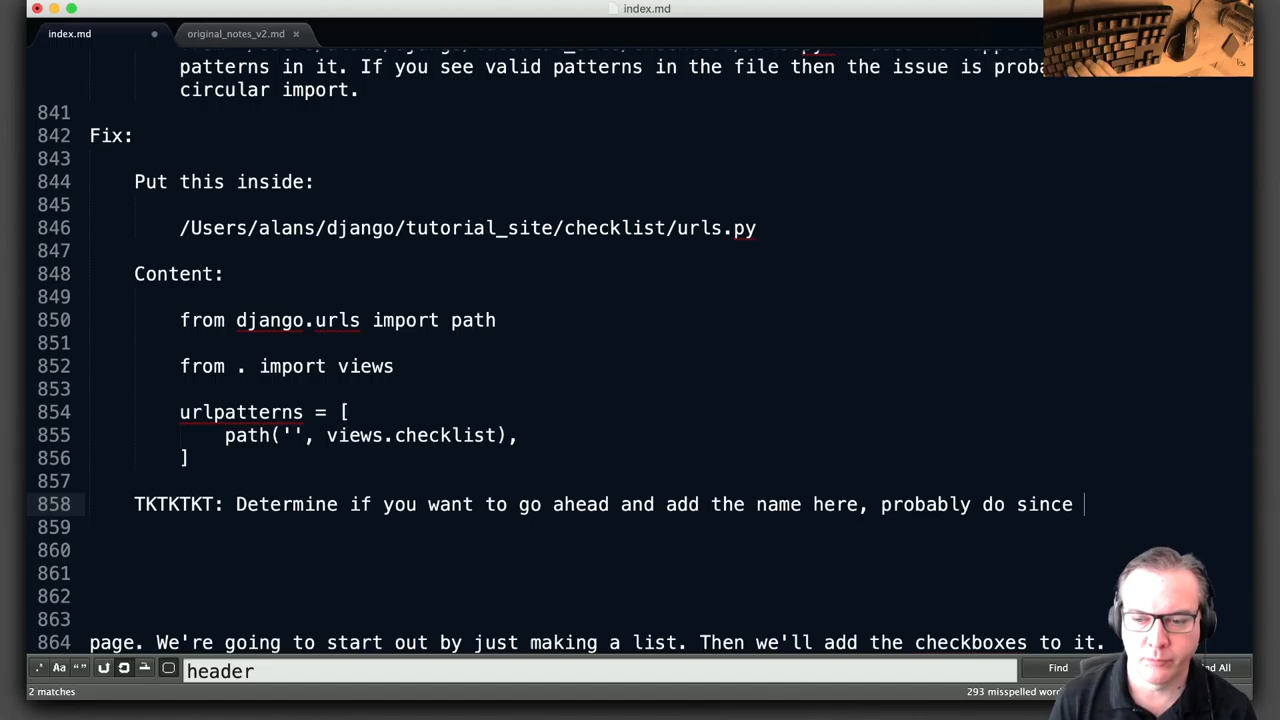 index.md
index.md
original_notes_v2.md ×
patterns in it. If you see valid patterns in the file then the issue is
circular import.
841
842 Fix:
843
844 Put this inside:
845
846 /Users/alans/django/tutorial_site/checklist/urls.py
847
848 Content:
849
850 from django.urls import path
851
852 from . import views
853
854 urlpatterns = [
855 path('', views.checklist),
856 ]
857
858 TKTKTKT: Determine if you want to go ahead and add the name here, probably do since
859
860
861
862
863
864 page. We're going to start out by just making a list. Then we'll add the checkboxes to it.
.* Aa “” header Find All
2 matches 293 misspelled